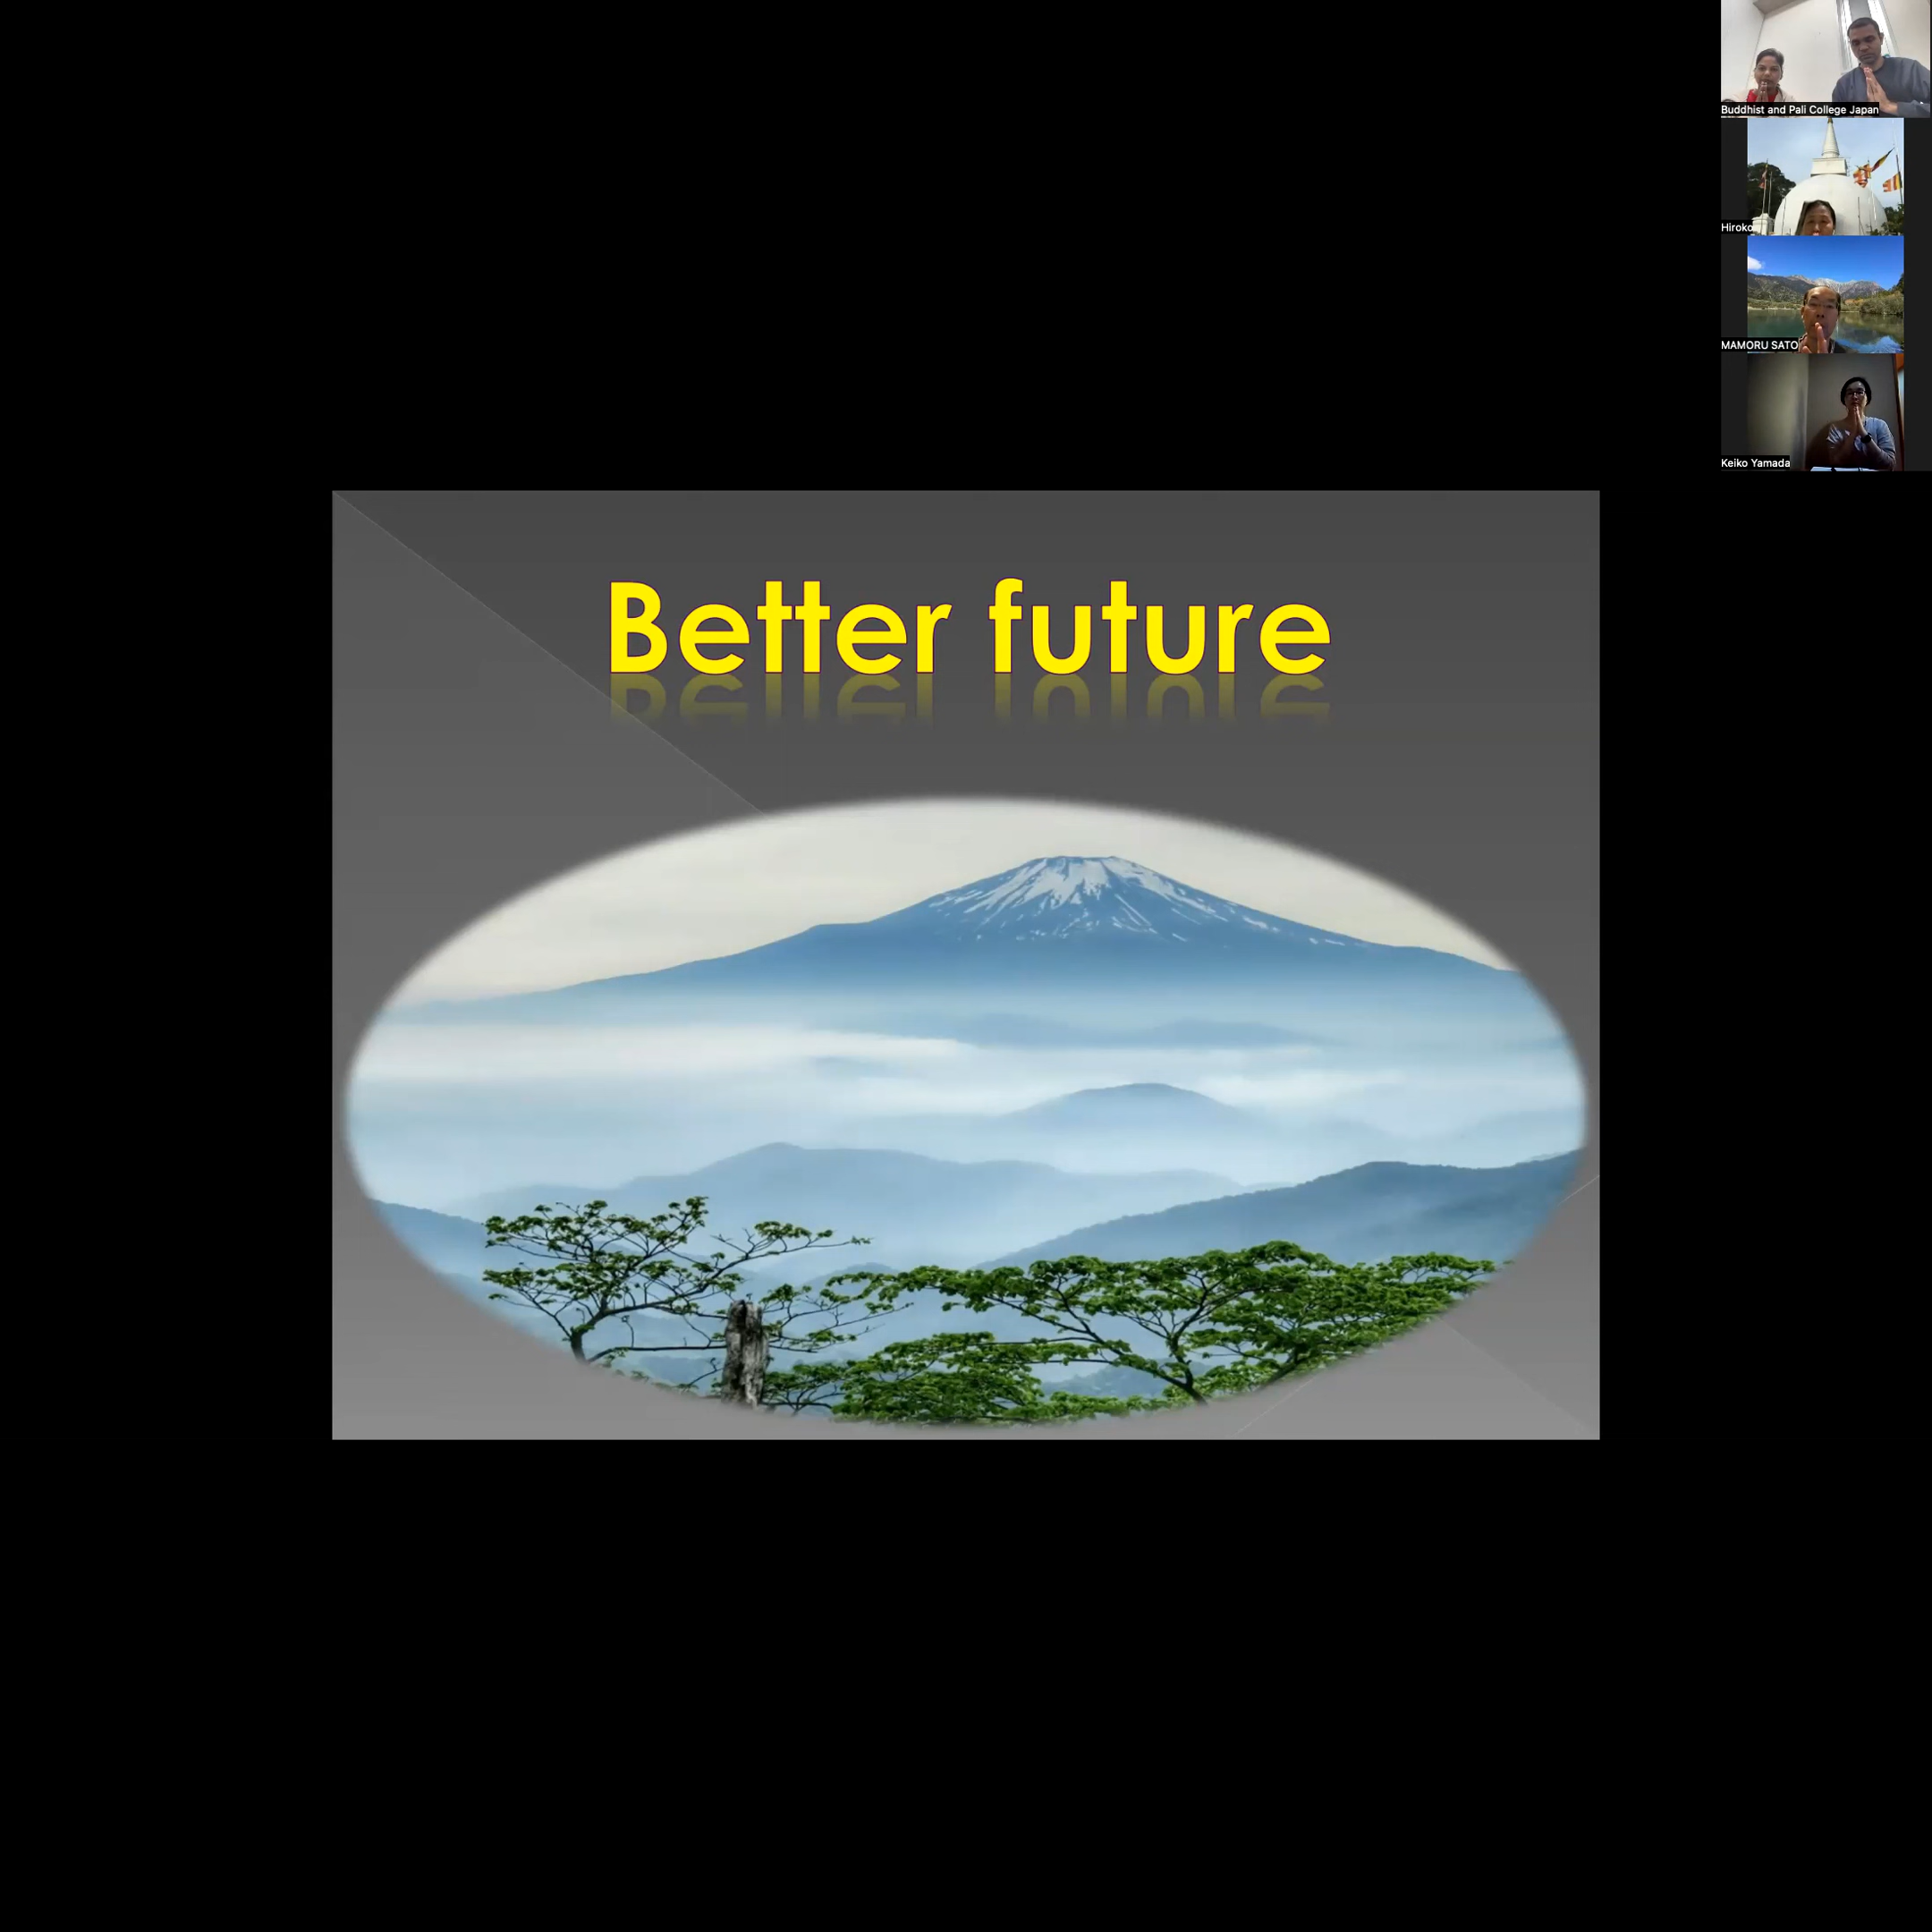 Buddhist and Pali College Japan
Hiroko
MAMORU SATO
Keiko Yamada
Better future